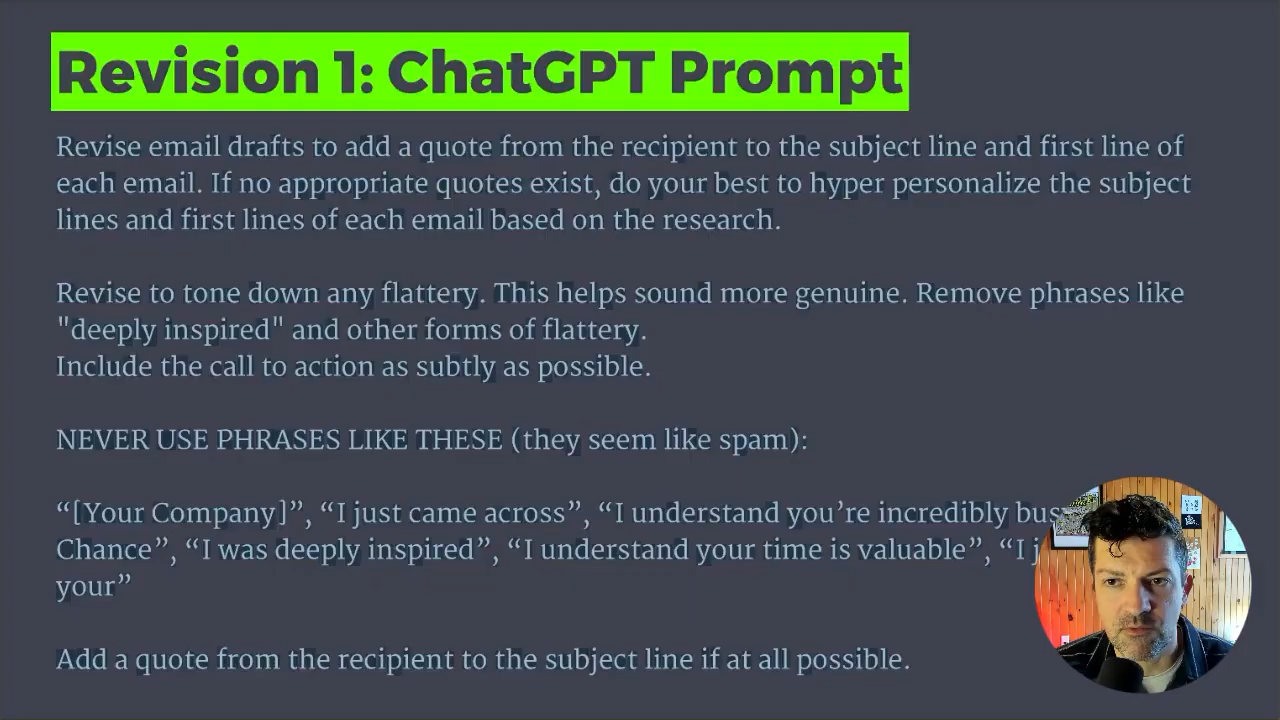 Revision 1: ChatGPT Prompt
Revise email drafts to add a quote from the recipient to the subject line and first line of
each email. If no appropriate quotes exist, do your best to hyper personalize the subject
lines and first lines of each email based on the research.
Revise to tone down any flattery. This helps sound more genuine. Remove phrases like
"deeply inspired" and other forms of flattery.
Include the call to action as subtly as possible.
NEVER USE PHRASES LIKE THESE (they seem like spam):
“[Your Company]”, “I just came across”, “I understand you’re incredibly
Chance”, “I was deeply inspired”, “I understand your time is valuable”, “I
your”
Add a quote from the recipient to the subject line if at all possible.